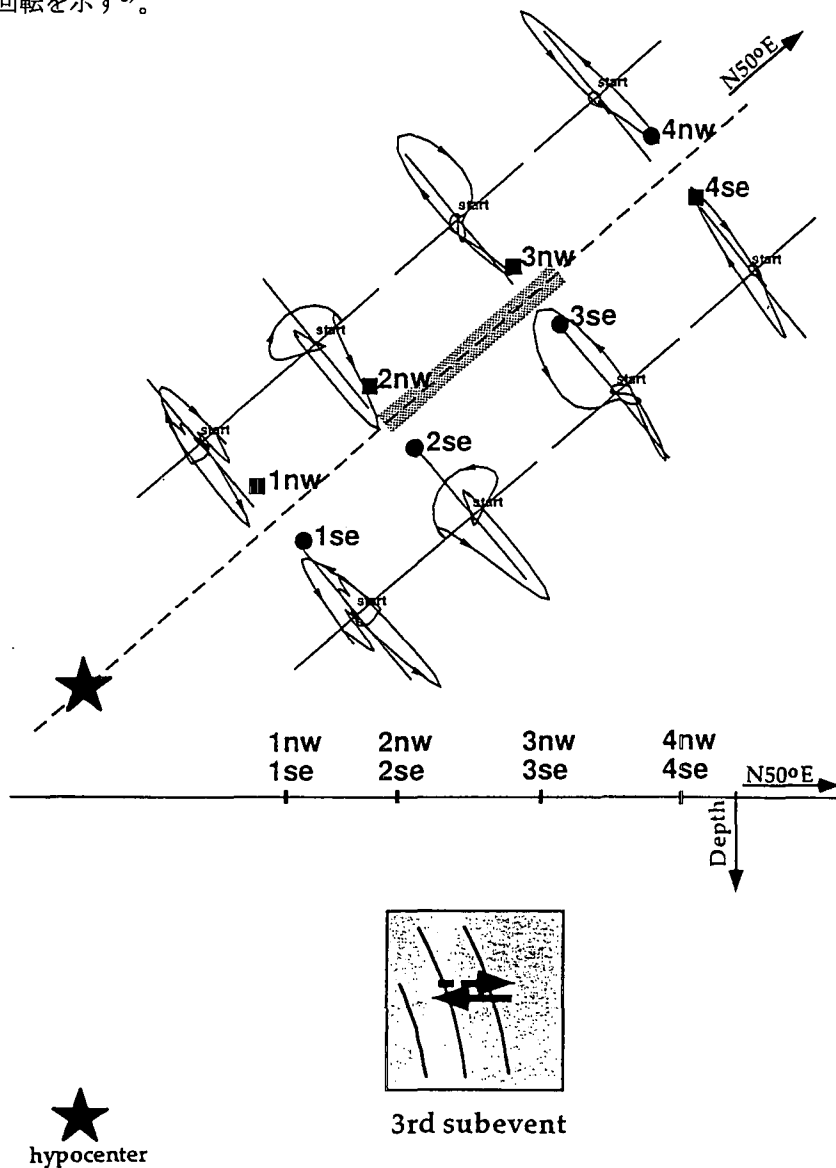 回転を示す³⁾。
N50°E
start
4nw
start
3nw
4se
start
start
2nw
3se
start
start
1nw
2se
start
1se
start
1nw 2nw 3nw 4nw
1se 2se 3se 4se
N50°E
Depth
3rd subevent
hypocenter